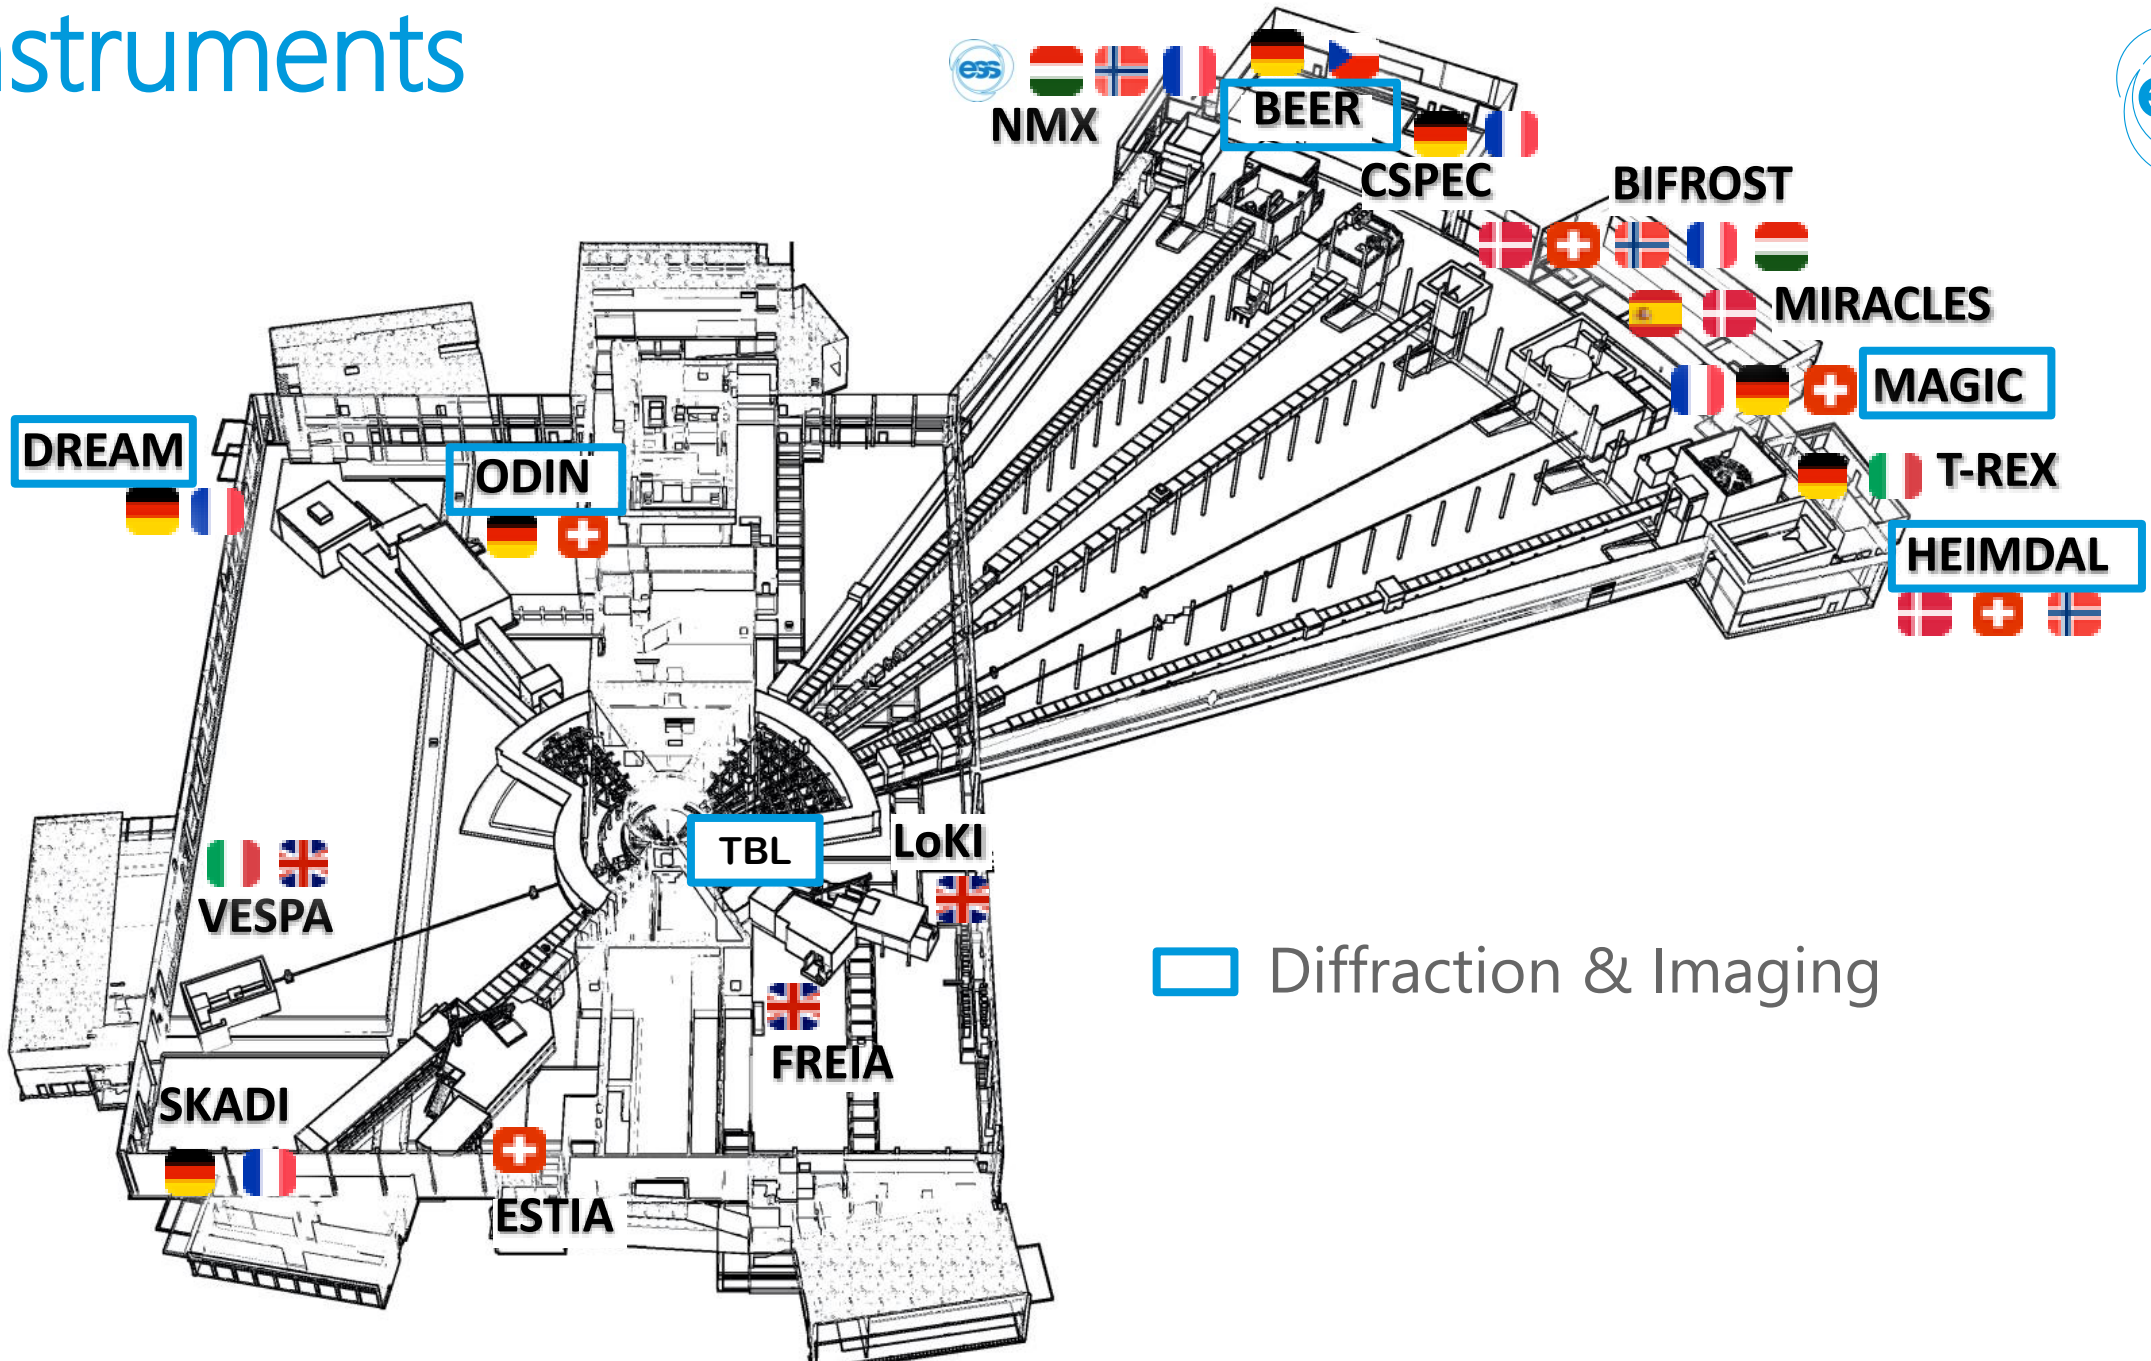 nstruments
ess
NMX
BEER
CSPEC
BIFROST
MIRACLES
MAGIC
T-REX
HEIMDAL
DREAM
ODIN
TBL
LoKI
VESPA
FREIA
SKADI
ESTIA
Diffraction & Imaging